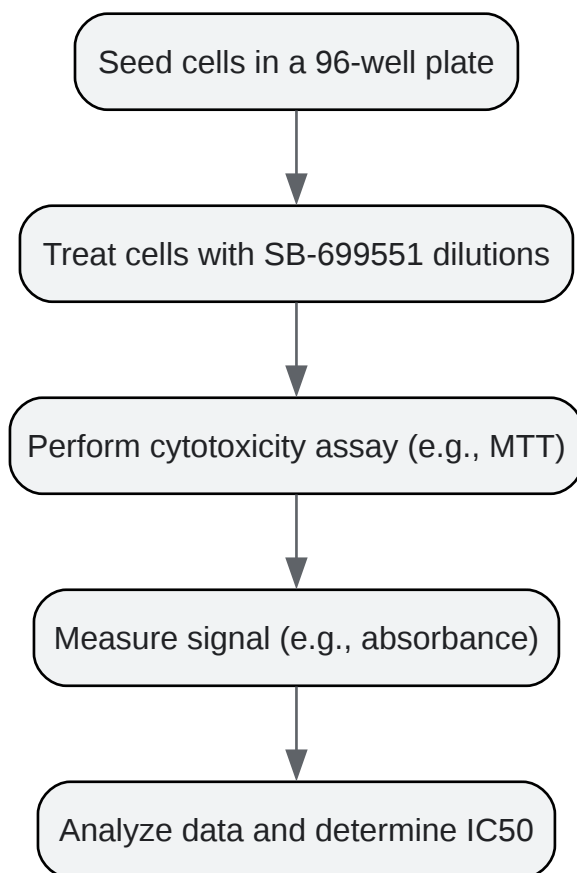 Seed cells in a 96-well plate
Treat cells with SB-699551 dilutions
Perform cytotoxicity assay (e.g., MTT)
Measure signal (e.g., absorbance)
Analyze data and determine IC50